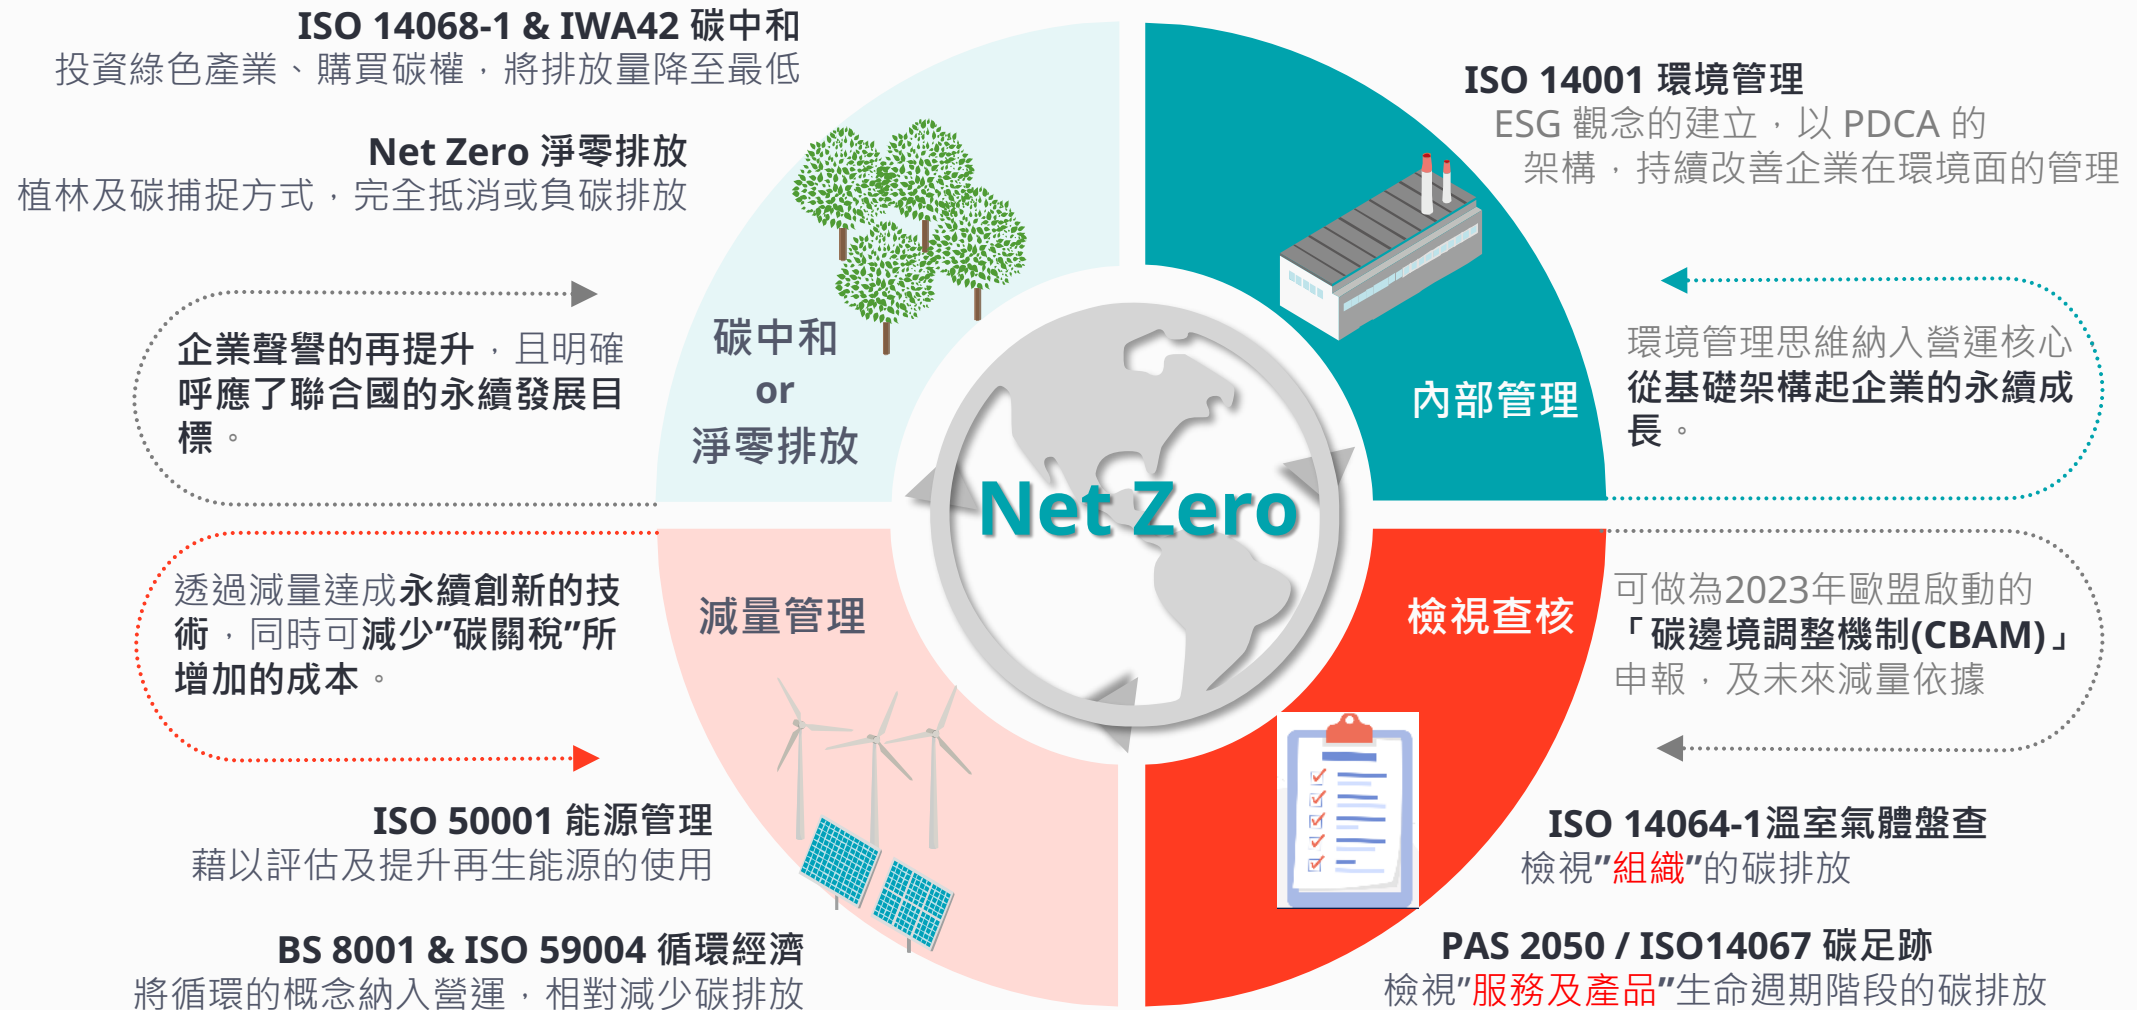 ISO 14068-1 & IWA42 碳中和
投資綠色產業、購買碳權，將排放量降至最低
Net Zero 淨零排放
植林及碳捕捉方式，完全抵消或負碳排放
企業聲譽的再提升，且明確
呼應了聯合國的永續發展目
標。
碳中和
or
淨零排放
ISO 14001 環境管理
ESG 觀念的建立，以 PDCA 的
架構，持續改善企業在環境面的管理
環境管理思維納入營運核心
從基礎架構起企業的永續成
長。
內部管理
Net Zero
透過減量達成永續創新的技
術，同時可減少”碳關稅”所
增加的成本。
減量管理
ISO 50001 能源管理
藉以評估及提升再生能源的使用
BS 8001 & ISO 59004 循環經濟
將循環的概念納入營運，相對減少碳排放
檢視查核
可做為2023年歐盟啟動的
「碳邊境調整機制(CBAM)」
申報，及未來減量依據
ISO 14064-1溫室氣體盤查
檢視”組織”的碳排放
PAS 2050 / ISO14067 碳足跡
檢視”服務及產品”生命週期階段的碳排放